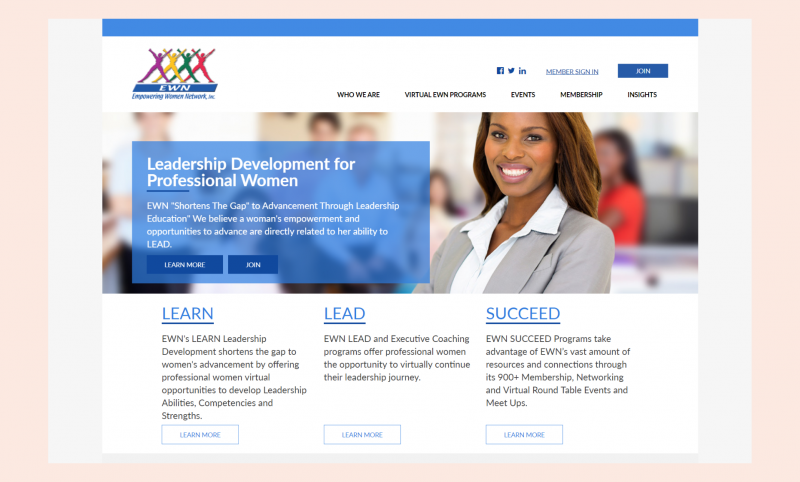 EWN
Empowering Women Network, Inc.
MEMBER SIGN IN
JOIN
WHO WE ARE
VIRTUAL EWN PROGRAMS
EVENTS
MEMBERSHIP
INSIGHTS
Leadership Development for
Professional Women
EWN "Shortens The Gap" to Advancement Through Leadership
Education" We believe a woman's empowerment and
opportunities to advance are directly related to her ability to
LEAD.
LEARN MORE
JOIN
LEARN
EWN's LEARN Leadership
Development shortens the gap to
women's advancement by offering
professional women virtual
opportunities to develop Leadership
Abilities, Competencies and
Strengths.
LEARN MORE
LEAD
EWN LEAD and Executive Coaching
programs offer professional women
the opportunity to virtually continue
their leadership journey.
LEARN MORE
SUCCEED
EWN SUCCEED Programs take
advantage of EWN's vast amount of
resources and connections through
its 900+ Membership, Networking
and Virtual Round Table Events and
Meet Ups.
LEARN MORE